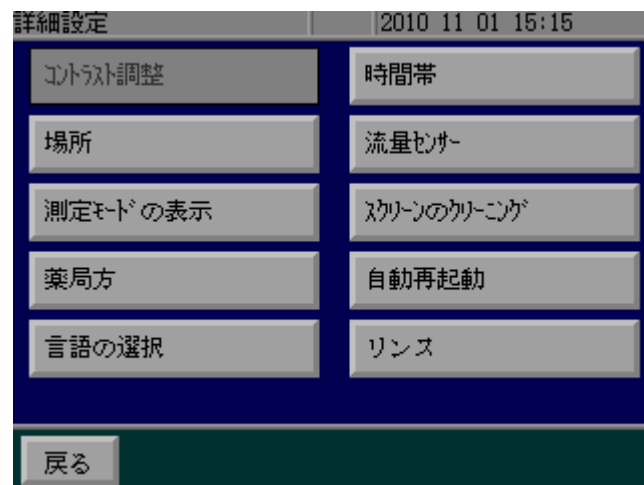 詳細設定 2010 11 01 15:15
ｺﾝﾄﾗｽﾄ調整 時間帯
場所 流量ｾﾝｻｰ
測定ﾓｰﾄﾞの表示 ｽｸﾘｰﾝのｸﾘｰﾆﾝｸﾞ
薬局方 自動再起動
言語の選択 リンス
戻る